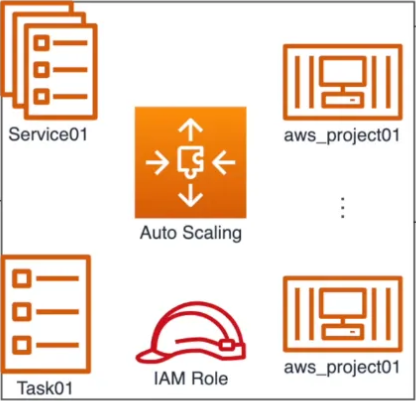 Service01
aws_project01
Auto Scaling
Task01
IAM Role
aws_project01